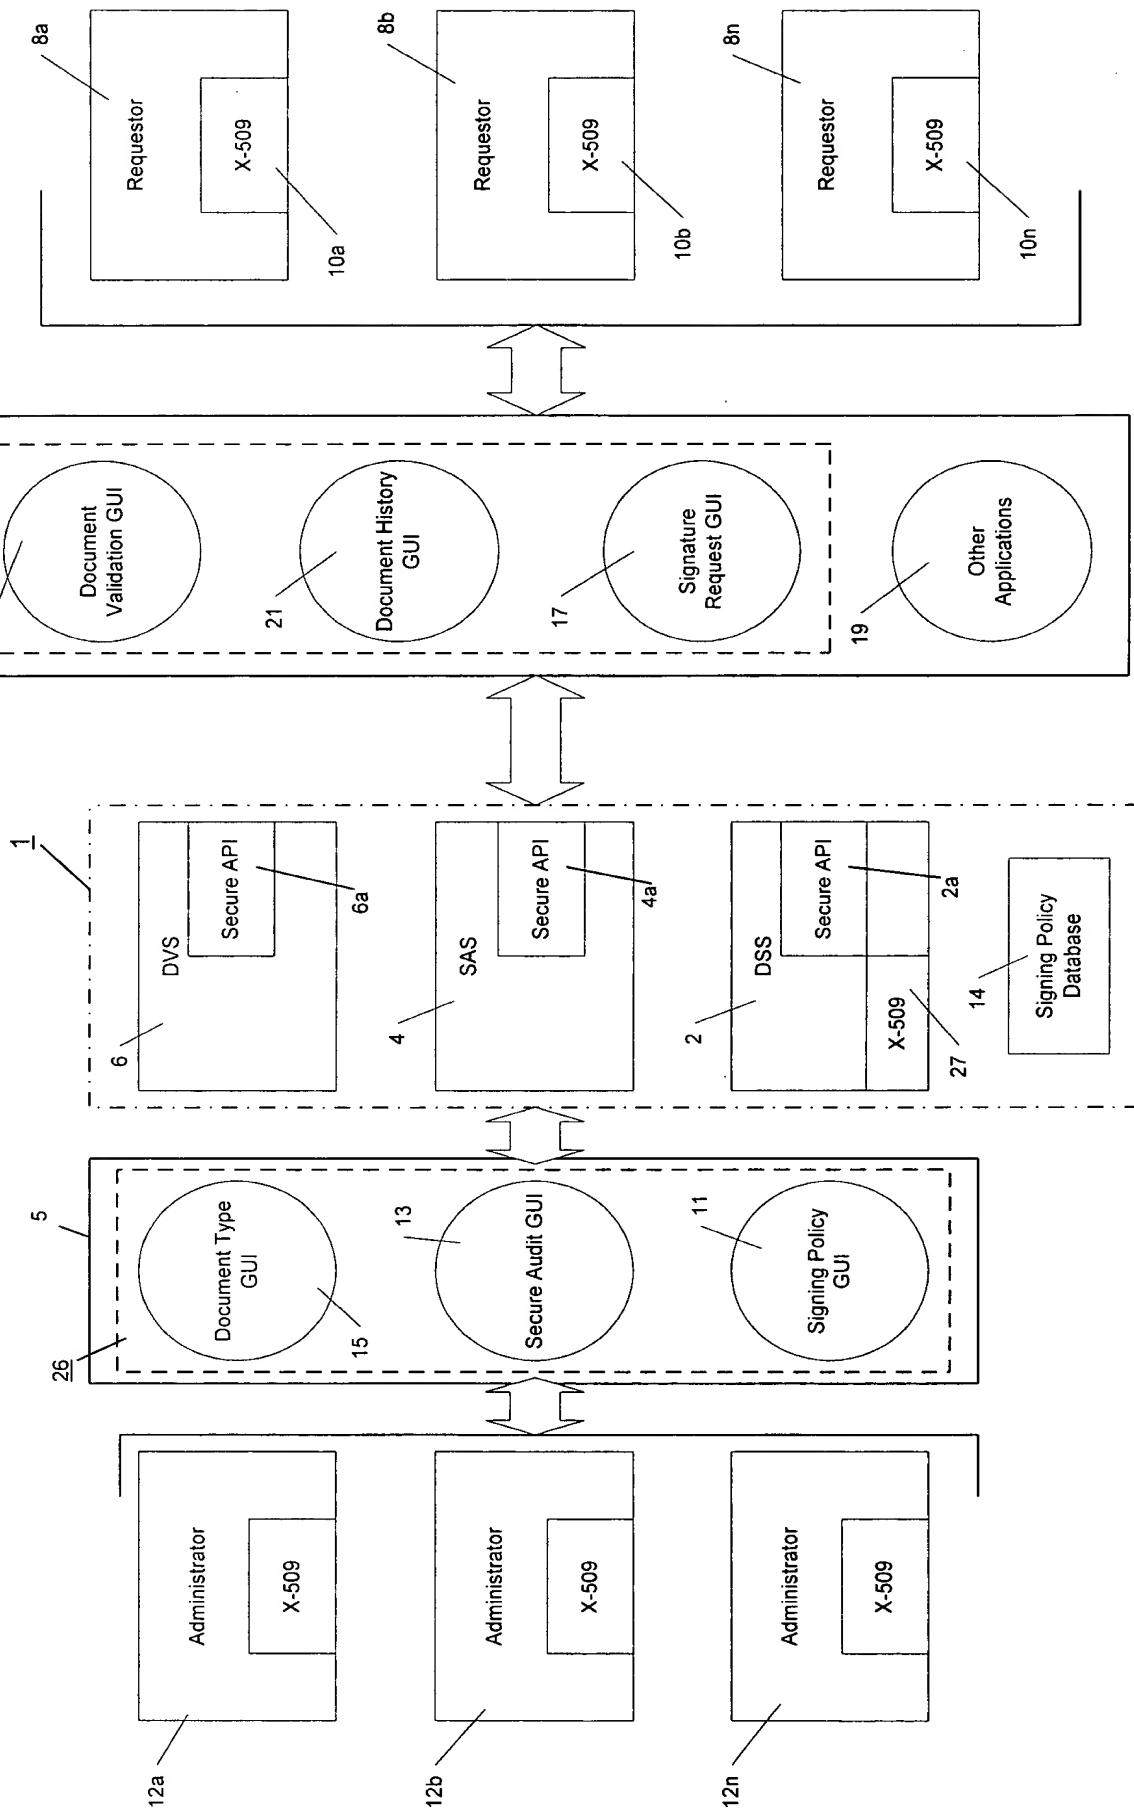 12a
Administrator
X-509
12b
Administrator
X-509
12n
Administrator
X-509
5
26
Document Type
GUI
15
13
Secure Audit GUI
11
Signing Policy
GUI
1
6
DVS
Secure API
6a
4
SAS
Secure API
4a
2
DSS
Secure API
2a
X-509
27
14
Signing Policy
Database
Document
Validation GUI
21
Document History
GUI
17
Signature
Request GUI
19
Other
Applications
8a
Requestor
X-509
10a
8b
Requestor
X-509
10b
8n
Requestor
X-509
10n